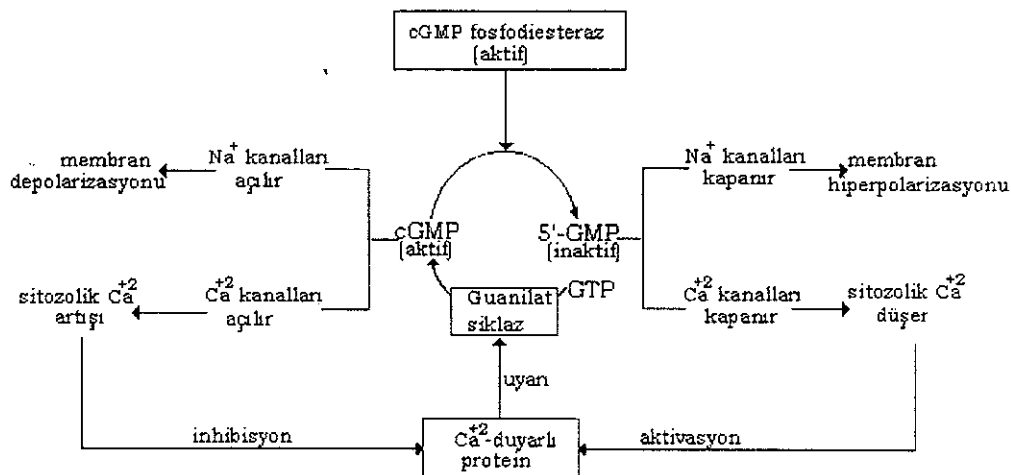 cGMP fosfodiesteraz
(aktif)
membran
depolarizasyonu
Na⁺ kanalları
açılır
Na⁺ kanalları
kapanır
membran
hiperpolarizasyonu
cGMP
(aktif)
5'-GMP
(inaktif)
sitozolik Ca⁺²
artışı
Ca⁺² kanalları
açılır
Guanilat
siklaz
GTP
Ca⁺² kanalları
kapanır
sitozolik Ca⁺²
düşer
uyarı
inhibisyon
Ca⁺²-duyarlı
protein
aktivasyon